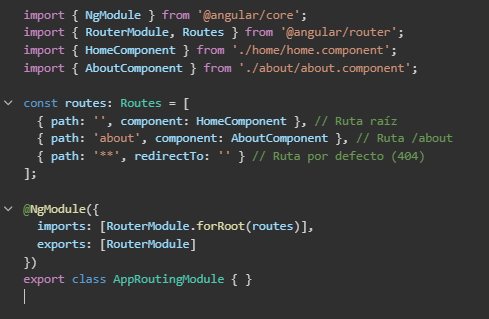 import { NgModule } from '@angular/core';
import { RouterModule, Routes } from '@angular/router';
import { HomeComponent } from './home/home.component';
import { AboutComponent } from './about/about.component';

const routes: Routes = [
  { path: '', component: HomeComponent }, // Ruta raíz
  { path: 'about', component: AboutComponent }, // Ruta /about
  { path: '**', redirectTo: '' } // Ruta por defecto (404)
];

@NgModule({
  imports: [RouterModule.forRoot(routes)],
  exports: [RouterModule]
})
export class AppRoutingModule { }